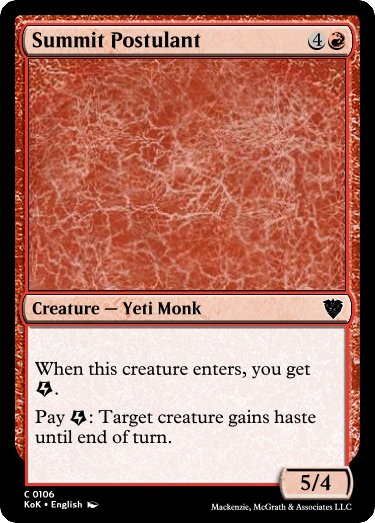 Summit Postulant 4
Creature — Yeti Monk
When this creature enters, you get
.
Pay : Target creature gains haste
until end of turn.
5/4
C 0106
KoK • English
Mackenzie, McGrath & Associates LLC